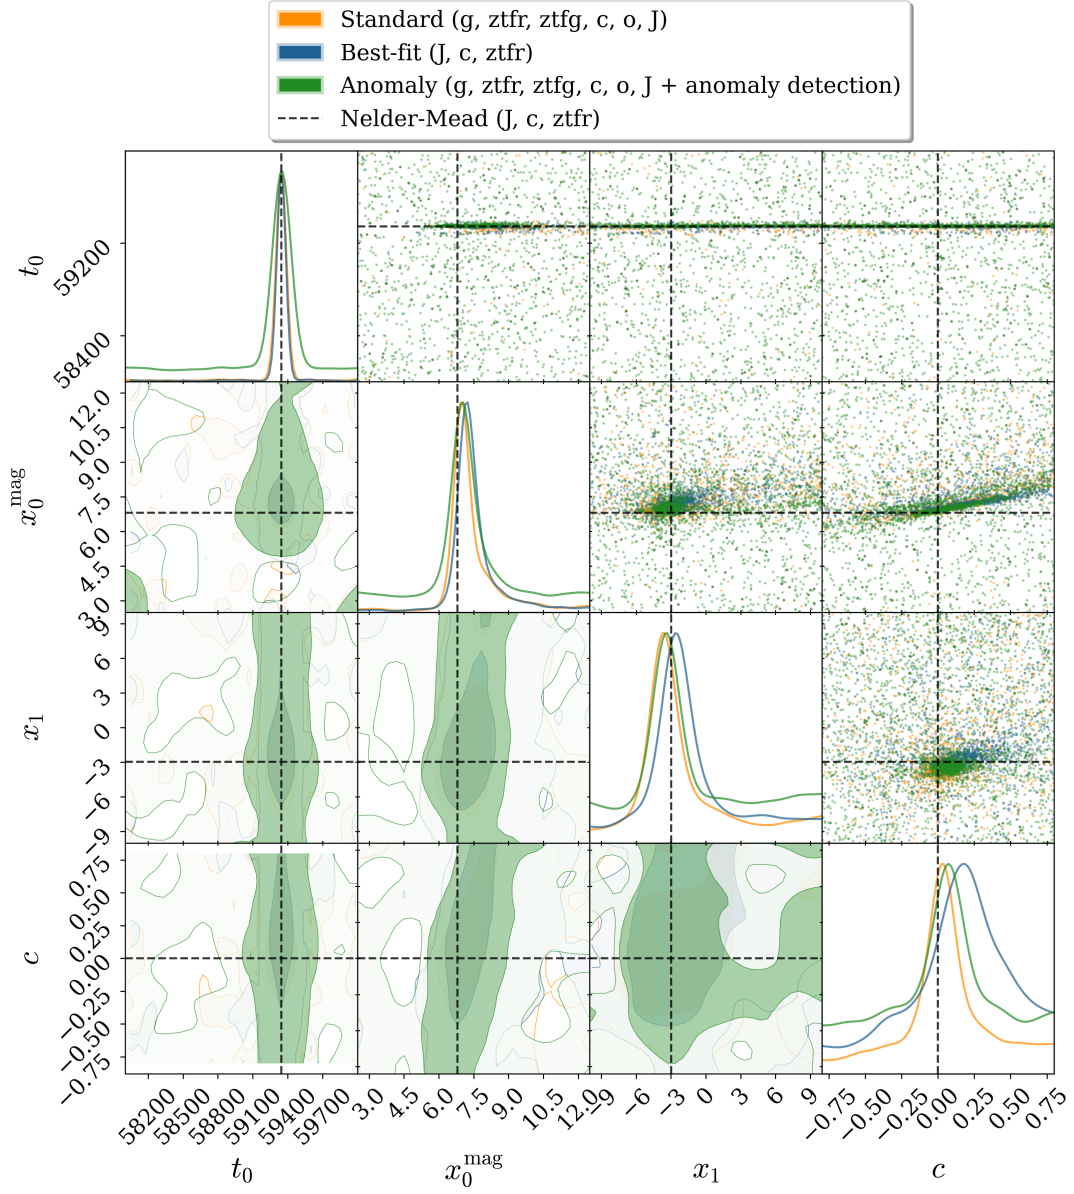 Standard (g, ztfr, ztfg, c, o, J)
Best-fit (J, c, ztfr)
Anomaly (g, ztfr, ztfg, c, o, J + anomaly detection)
Nelder-Mead (J, c, ztfr)
t₀
59200
58400
x₀ᵐᵃᵍ
12.0
10.5
9.0
7.5
6.0
4.5
3.0
x₁
9
6
3
0
−3
−6
−9
c
0.75
0.50
0.25
0.00
−0.25
−0.50
−0.75
58200 58500 58800 59100 59400 59700 3.0 4.5 6.0 7.5 9.0 10.5 12.0 −9 −6 −3 0 3 6 9 −0.75 −0.50 −0.25 0.00 0.25 0.50 0.75
t₀ x₀ᵐᵃᵍ x₁ c